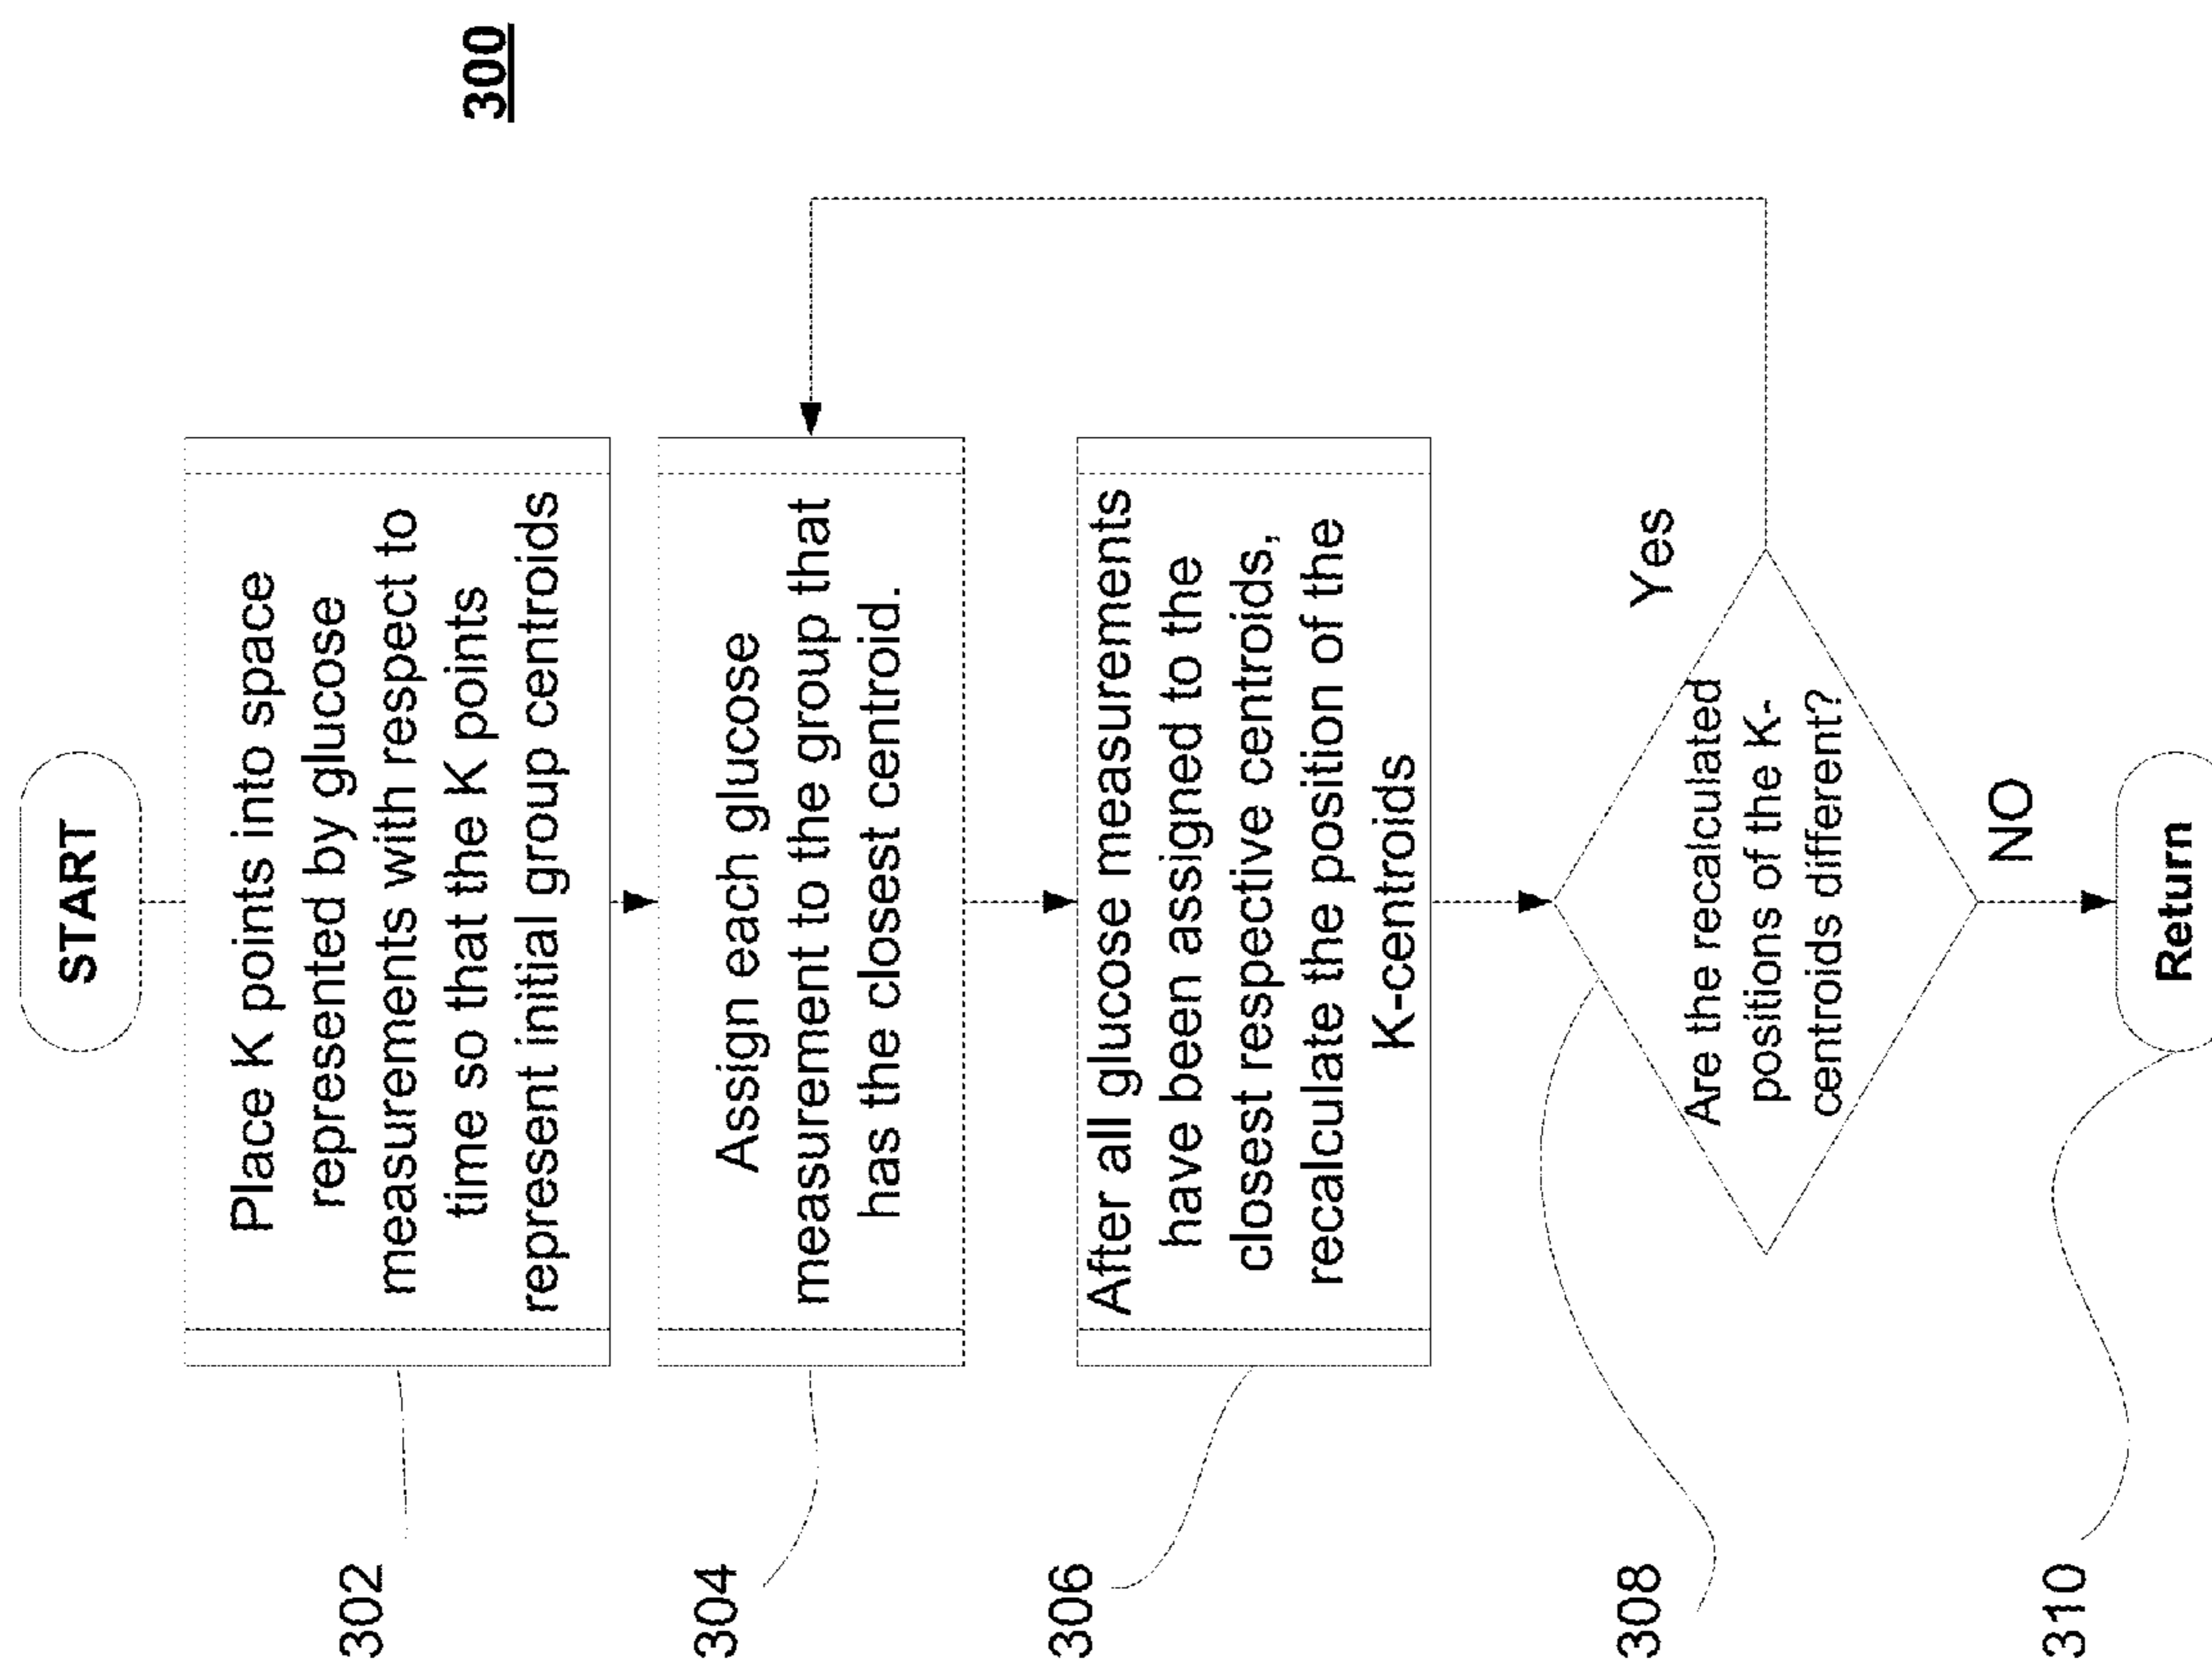 300
START
Place K points into space
represented by glucose
measurements with respect to
time so that the K points
represent initial group centroids
302
Assign each glucose
measurement to the group that
has the closest centroid.
304
After all glucose measurements
have been assigned to the
closest respective centroids,
recalculate the position of the
K-centroids
306
Are the recalculated
positions of the K-
centroids different?
308
Yes
NO
Return
310